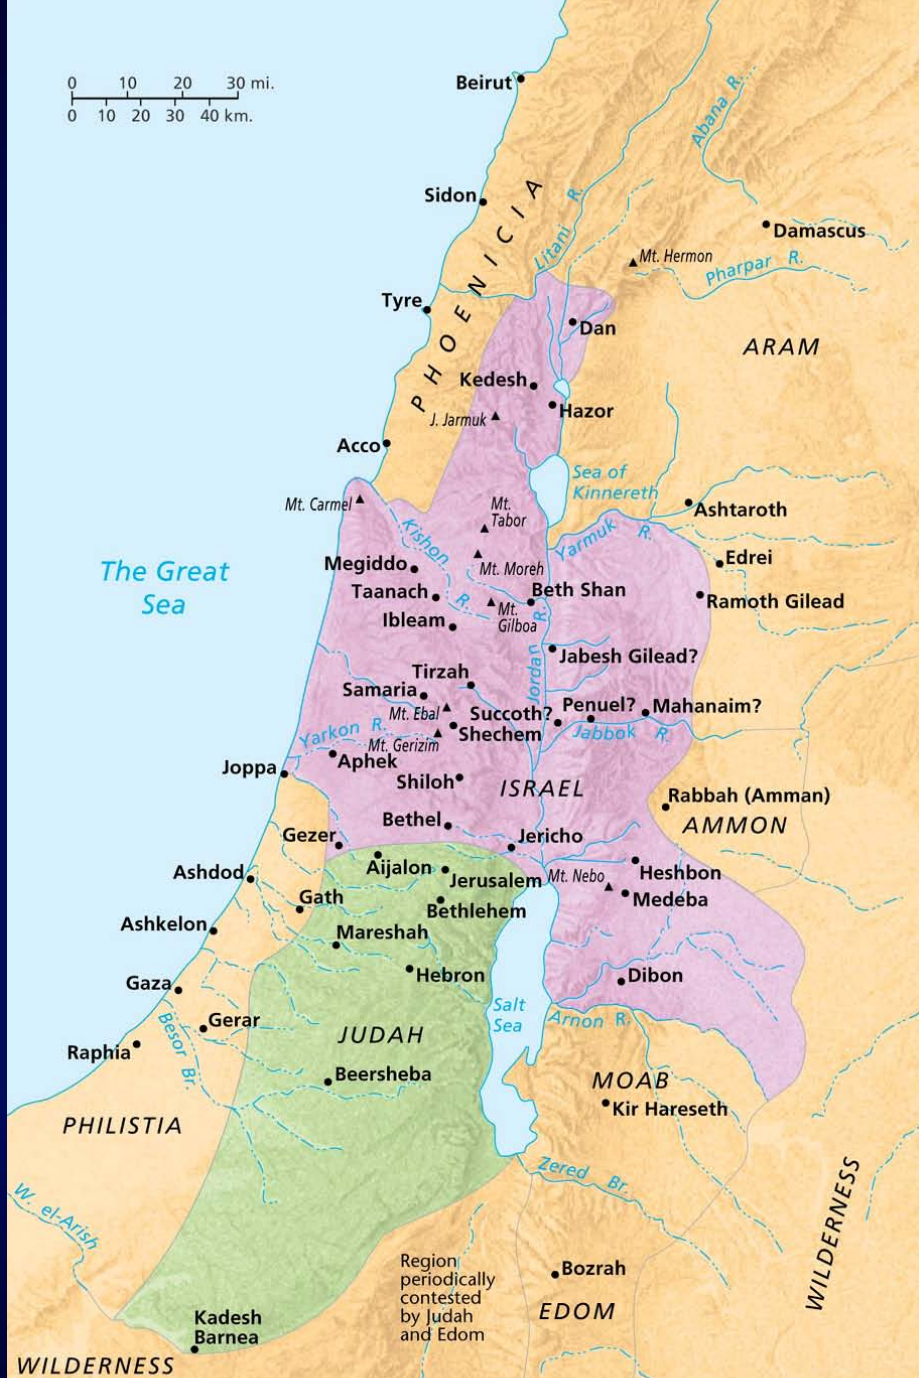 0 10 20 30 mi.
0 10 20 30 40 km.
Beirut
Abana R.
Sidon
PHOENICIA
Litani R.
Damascus
Mt. Hermon
Pharpar R.
Tyre
Dan
ARAM
Kedesh
Hazor
J. Jarmuk
Acco
Sea of
Kinnereth
Mt. Carmel
Mt.
Tabor
Ashtaroth
Kishon R.
Yarmuk R.
Edrei
The Great
Sea
Megiddo
Mt. Moreh
Taanach
Beth Shan
Ramoth Gilead
Mt.
Gilboa
Ibleam
Jordan R.
Jabesh Gilead?
Tirzah
Samaria
Mt. Ebal
Succoth?
Penuel?
Mahanaim?
Yarkon R.
Mt. Gerizim
Shechem
Jabbok R.
Aphek
Joppa
Shiloh
ISRAEL
Rabbah (Amman)
Bethel
AMMON
Gezer
Jericho
Aijalon
Ashdod
Jerusalem
Mt. Nebo
Heshbon
Gath
Medeba
Bethlehem
Ashkelon
Mareshah
Hebron
Dibon
Gaza
Salt
Sea
Arnon R.
Gerar
Besor Br.
JUDAH
Raphia
Beersheba
MOAB
Kir Hareseth
PHILISTIA
Zered Br.
W. el-Arish
WILDERNESS
Region
periodically
contested
by Judah
and Edom
Bozrah
EDOM
Kadesh
Barnea
WILDERNESS